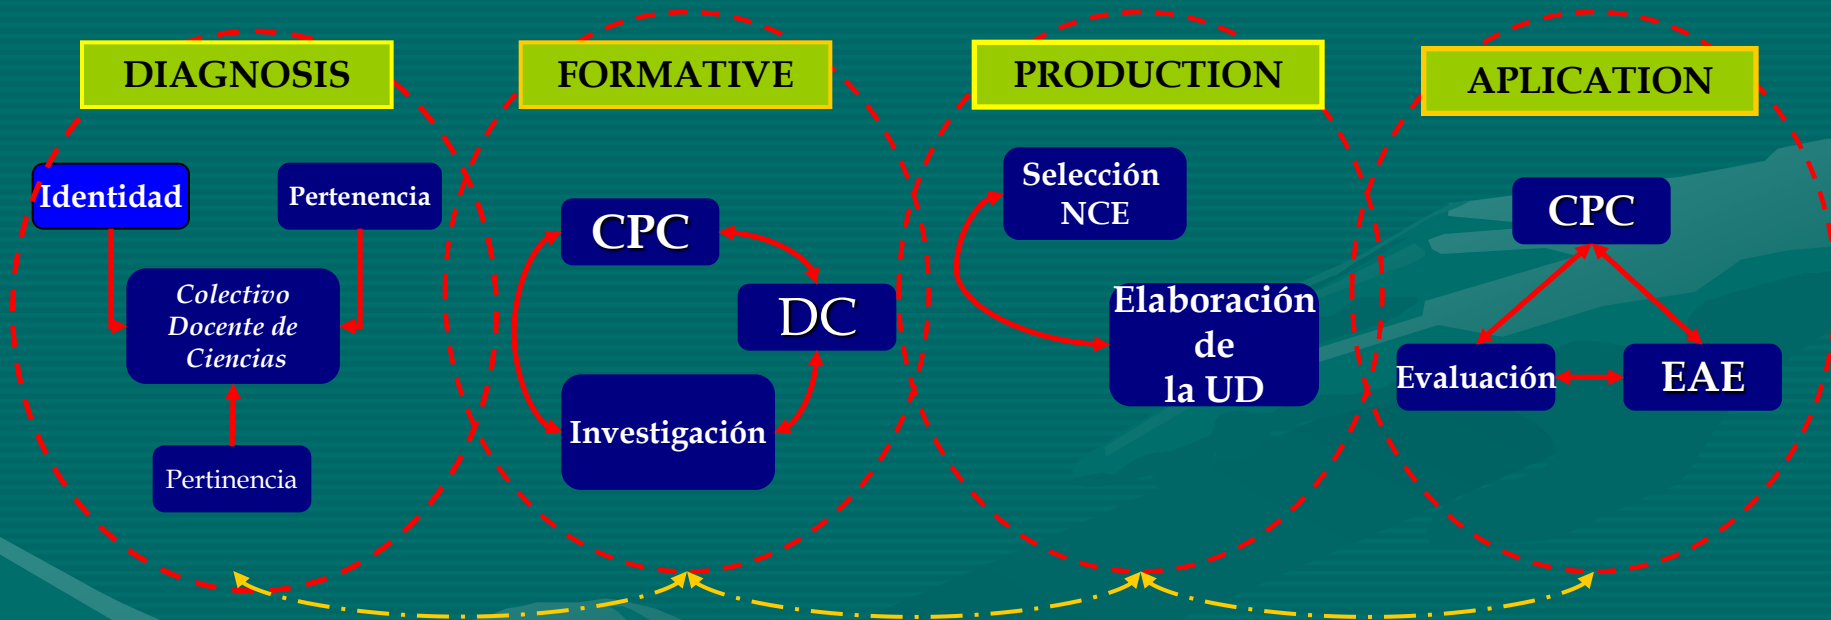 DIAGNOSIS
FORMATIVE
PRODUCTION
APLICATION
Identidad
Pertenencia
Colectivo
Docente de
Ciencias
Pertinencia
CPC
DC
Investigación
Selección
NCE
Elaboración
de
la UD
CPC
Evaluación
EAE